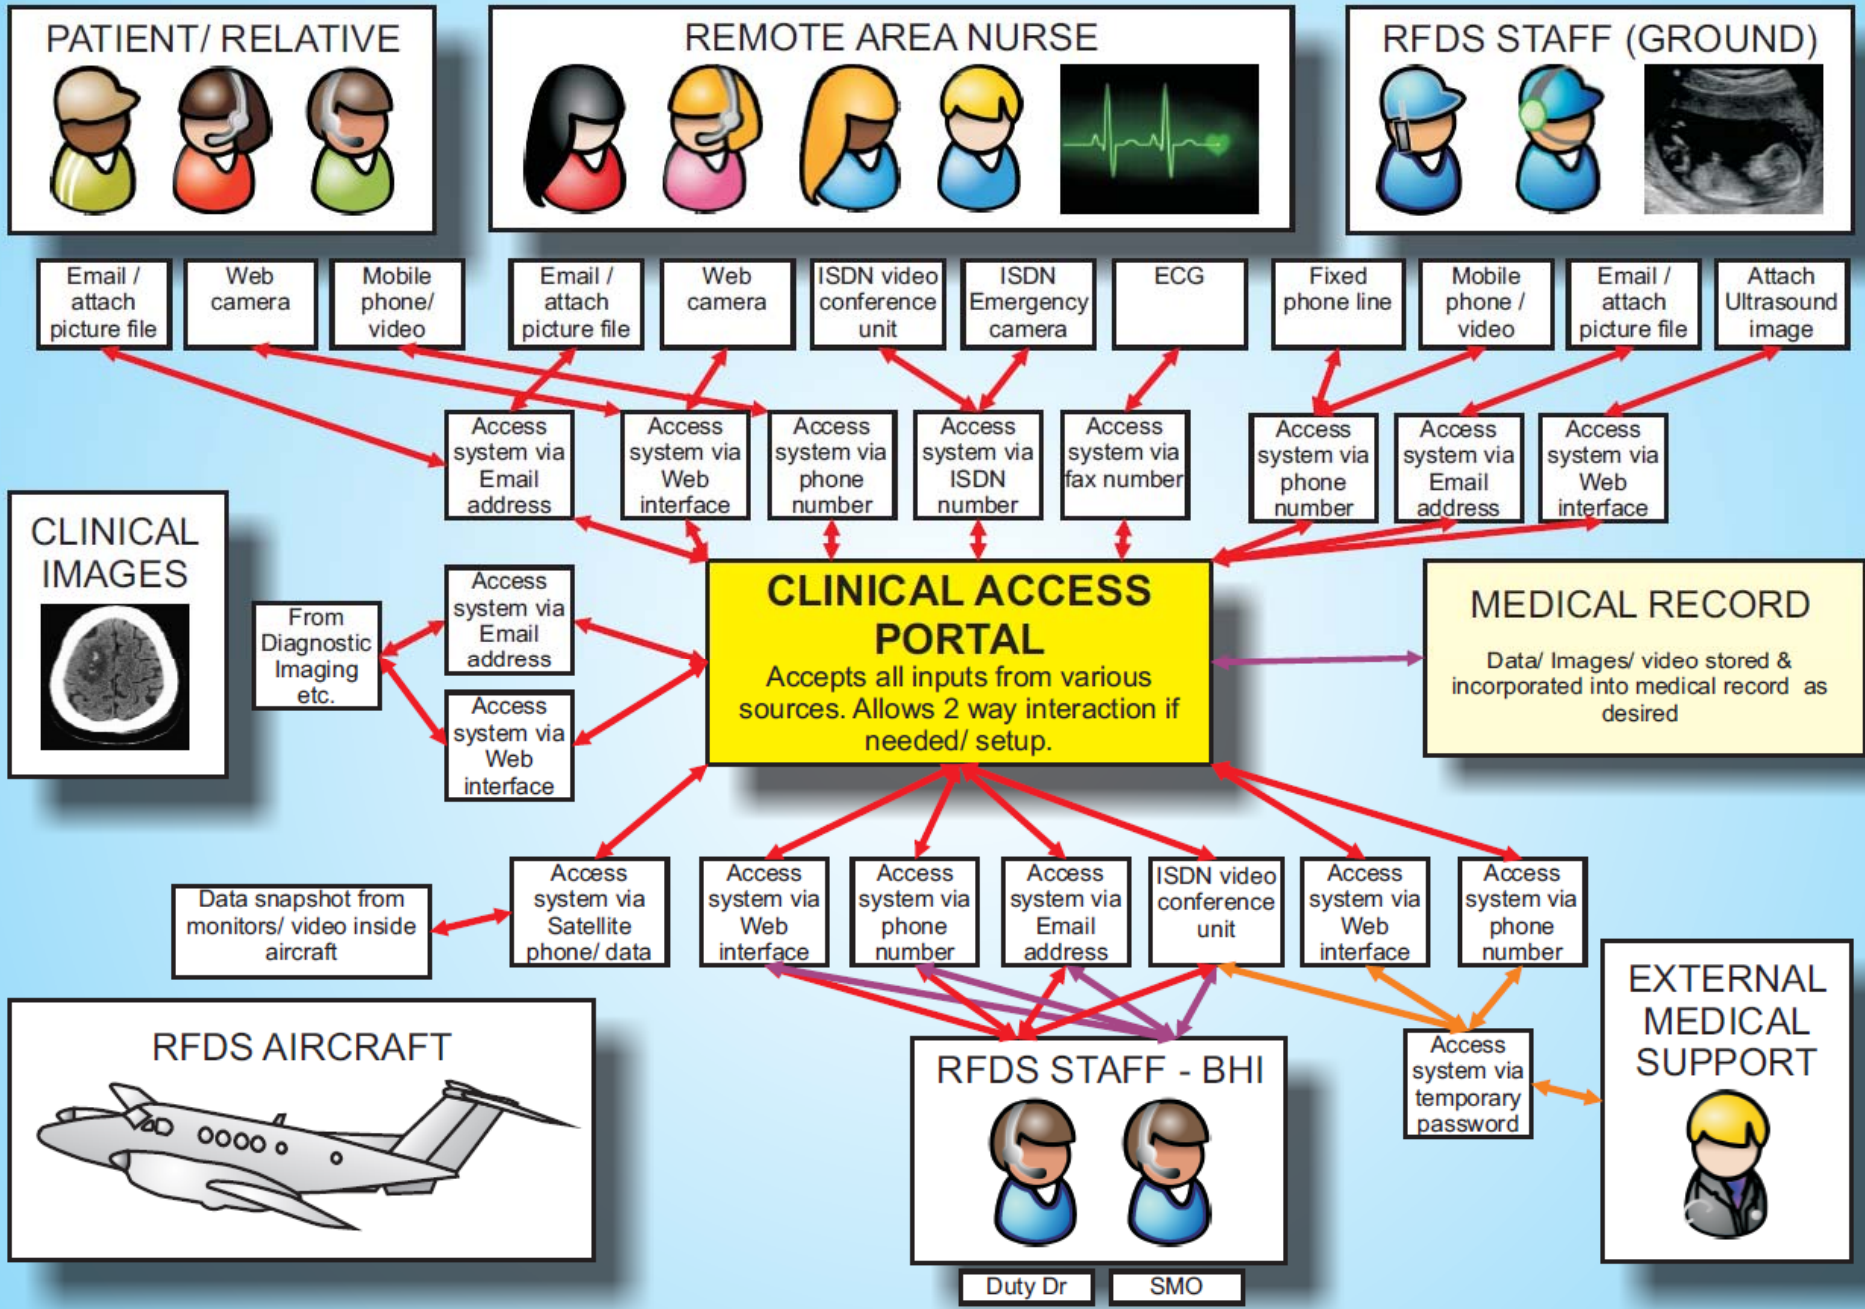 PATIENT/ RELATIVE
REMOTE AREA NURSE
RFDS STAFF (GROUND)
Email /
attach
picture file
Web
camera
Mobile
phone/
video
Email /
attach
picture file
Web
camera
ISDN video
conference
unit
ISDN
Emergency
camera
ECG
Fixed
phone line
Mobile
phone /
video
Email /
attach
picture file
Attach
Ultrasound
image
Access
system via
Email
address
Access
system via
Web
interface
Access
system via
phone
number
Access
system via
ISDN
number
Access
system via
fax number
Access
system via
phone
number
Access
system via
Email
address
Access
system via
Web
interface
CLINICAL
IMAGES
From
Diagnostic
Imaging
etc.
Access
system via
Email
address
Access
system via
Web
interface
CLINICAL ACCESS
PORTAL
Accepts all inputs from various
sources. Allows 2 way interaction if
needed/ setup.
MEDICAL RECORD
Data/ Images/ video stored &
incorporated into medical record as
desired
Data snapshot from
monitors/ video inside
aircraft
Access
system via
Satellite
phone/ data
Access
system via
Web
interface
Access
system via
phone
number
Access
system via
Email
address
ISDN video
conference
unit
Access
system via
Web
interface
Access
system via
phone
number
RFDS AIRCRAFT
RFDS STAFF - BHI
Duty Dr
SMO
Access
system via
temporary
password
EXTERNAL
MEDICAL
SUPPORT